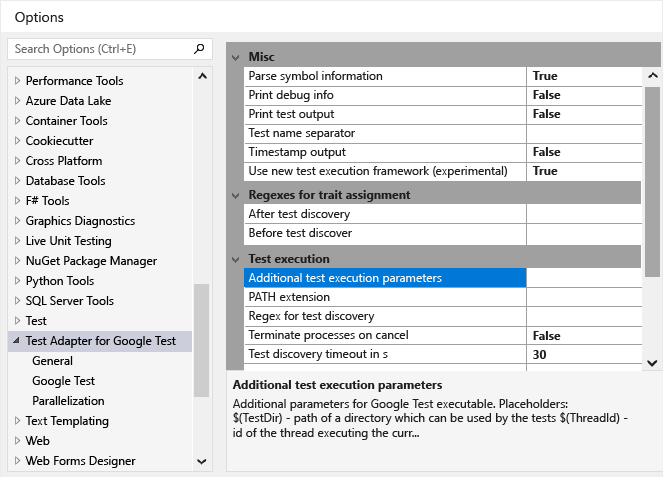 Options
Search Options (Ctrl+E)
Performance Tools
Azure Data Lake
Container Tools
Cookiecutter
Cross Platform
Database Tools
F# Tools
Graphics Diagnostics
Live Unit Testing
NuGet Package Manager
Python Tools
SQL Server Tools
Test
Test Adapter for Google Test
General
Google Test
Parallelization
Text Templating
Web
Web Forms Designer
Misc
Parse symbol information True
Print debug info False
Print test output False
Test name separator
Timestamp output False
Use new test execution framework (experimental) True
Regexes for trait assignment
After test discovery
Before test discover
Test execution
Additional test execution parameters
PATH extension
Regex for test discovery
Terminate processes on cancel False
Test discovery timeout in s 30
Additional test execution parameters
Additional parameters for Google Test executable. Placeholders:
$(TestDir) - path of a directory which can be used by the tests $(ThreadId) -
id of the thread executing the curr...